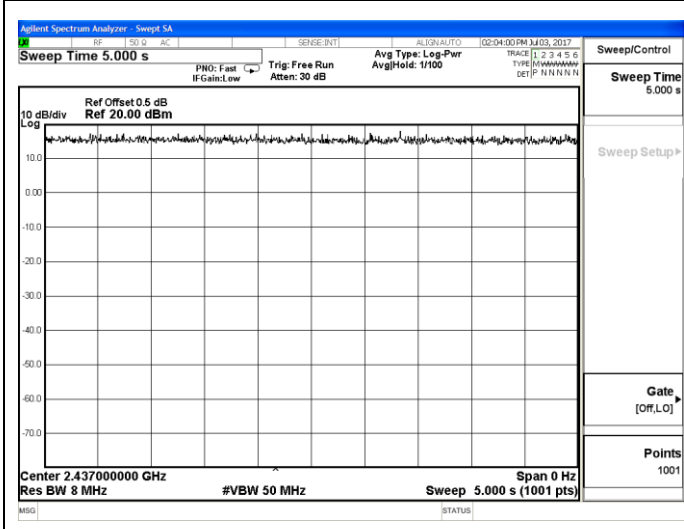 Agilent Spectrum Analyzer - Swept SA
RF 50 Ω AC SENSE:INT ALIGN AUTO 02:04:00 PM Jul 03, 2017
Sweep Time 5.000 s
PNO: Fast
IFGain:Low
Trig: Free Run
Atten: 30 dB
Avg Type: Log-Pwr
Avg|Hold: 1/100
TRACE 1 2 3 4 5 6
TYPE M
DET P N N N N N
Ref Offset 0.5 dB
10 dB/div Ref 20.00 dBm
Log
10.0
0.00
-10.0
-20.0
-30.0
-40.0
-50.0
-60.0
-70.0
Center 2.437000000 GHz Span 0 Hz
Res BW 8 MHz #VBW 50 MHz Sweep 5.000 s (1001 pts)
MSG STATUS
Sweep/Control
Sweep Time
5.000 s
Sweep Setup
Gate
[Off,LO]
Points
1001